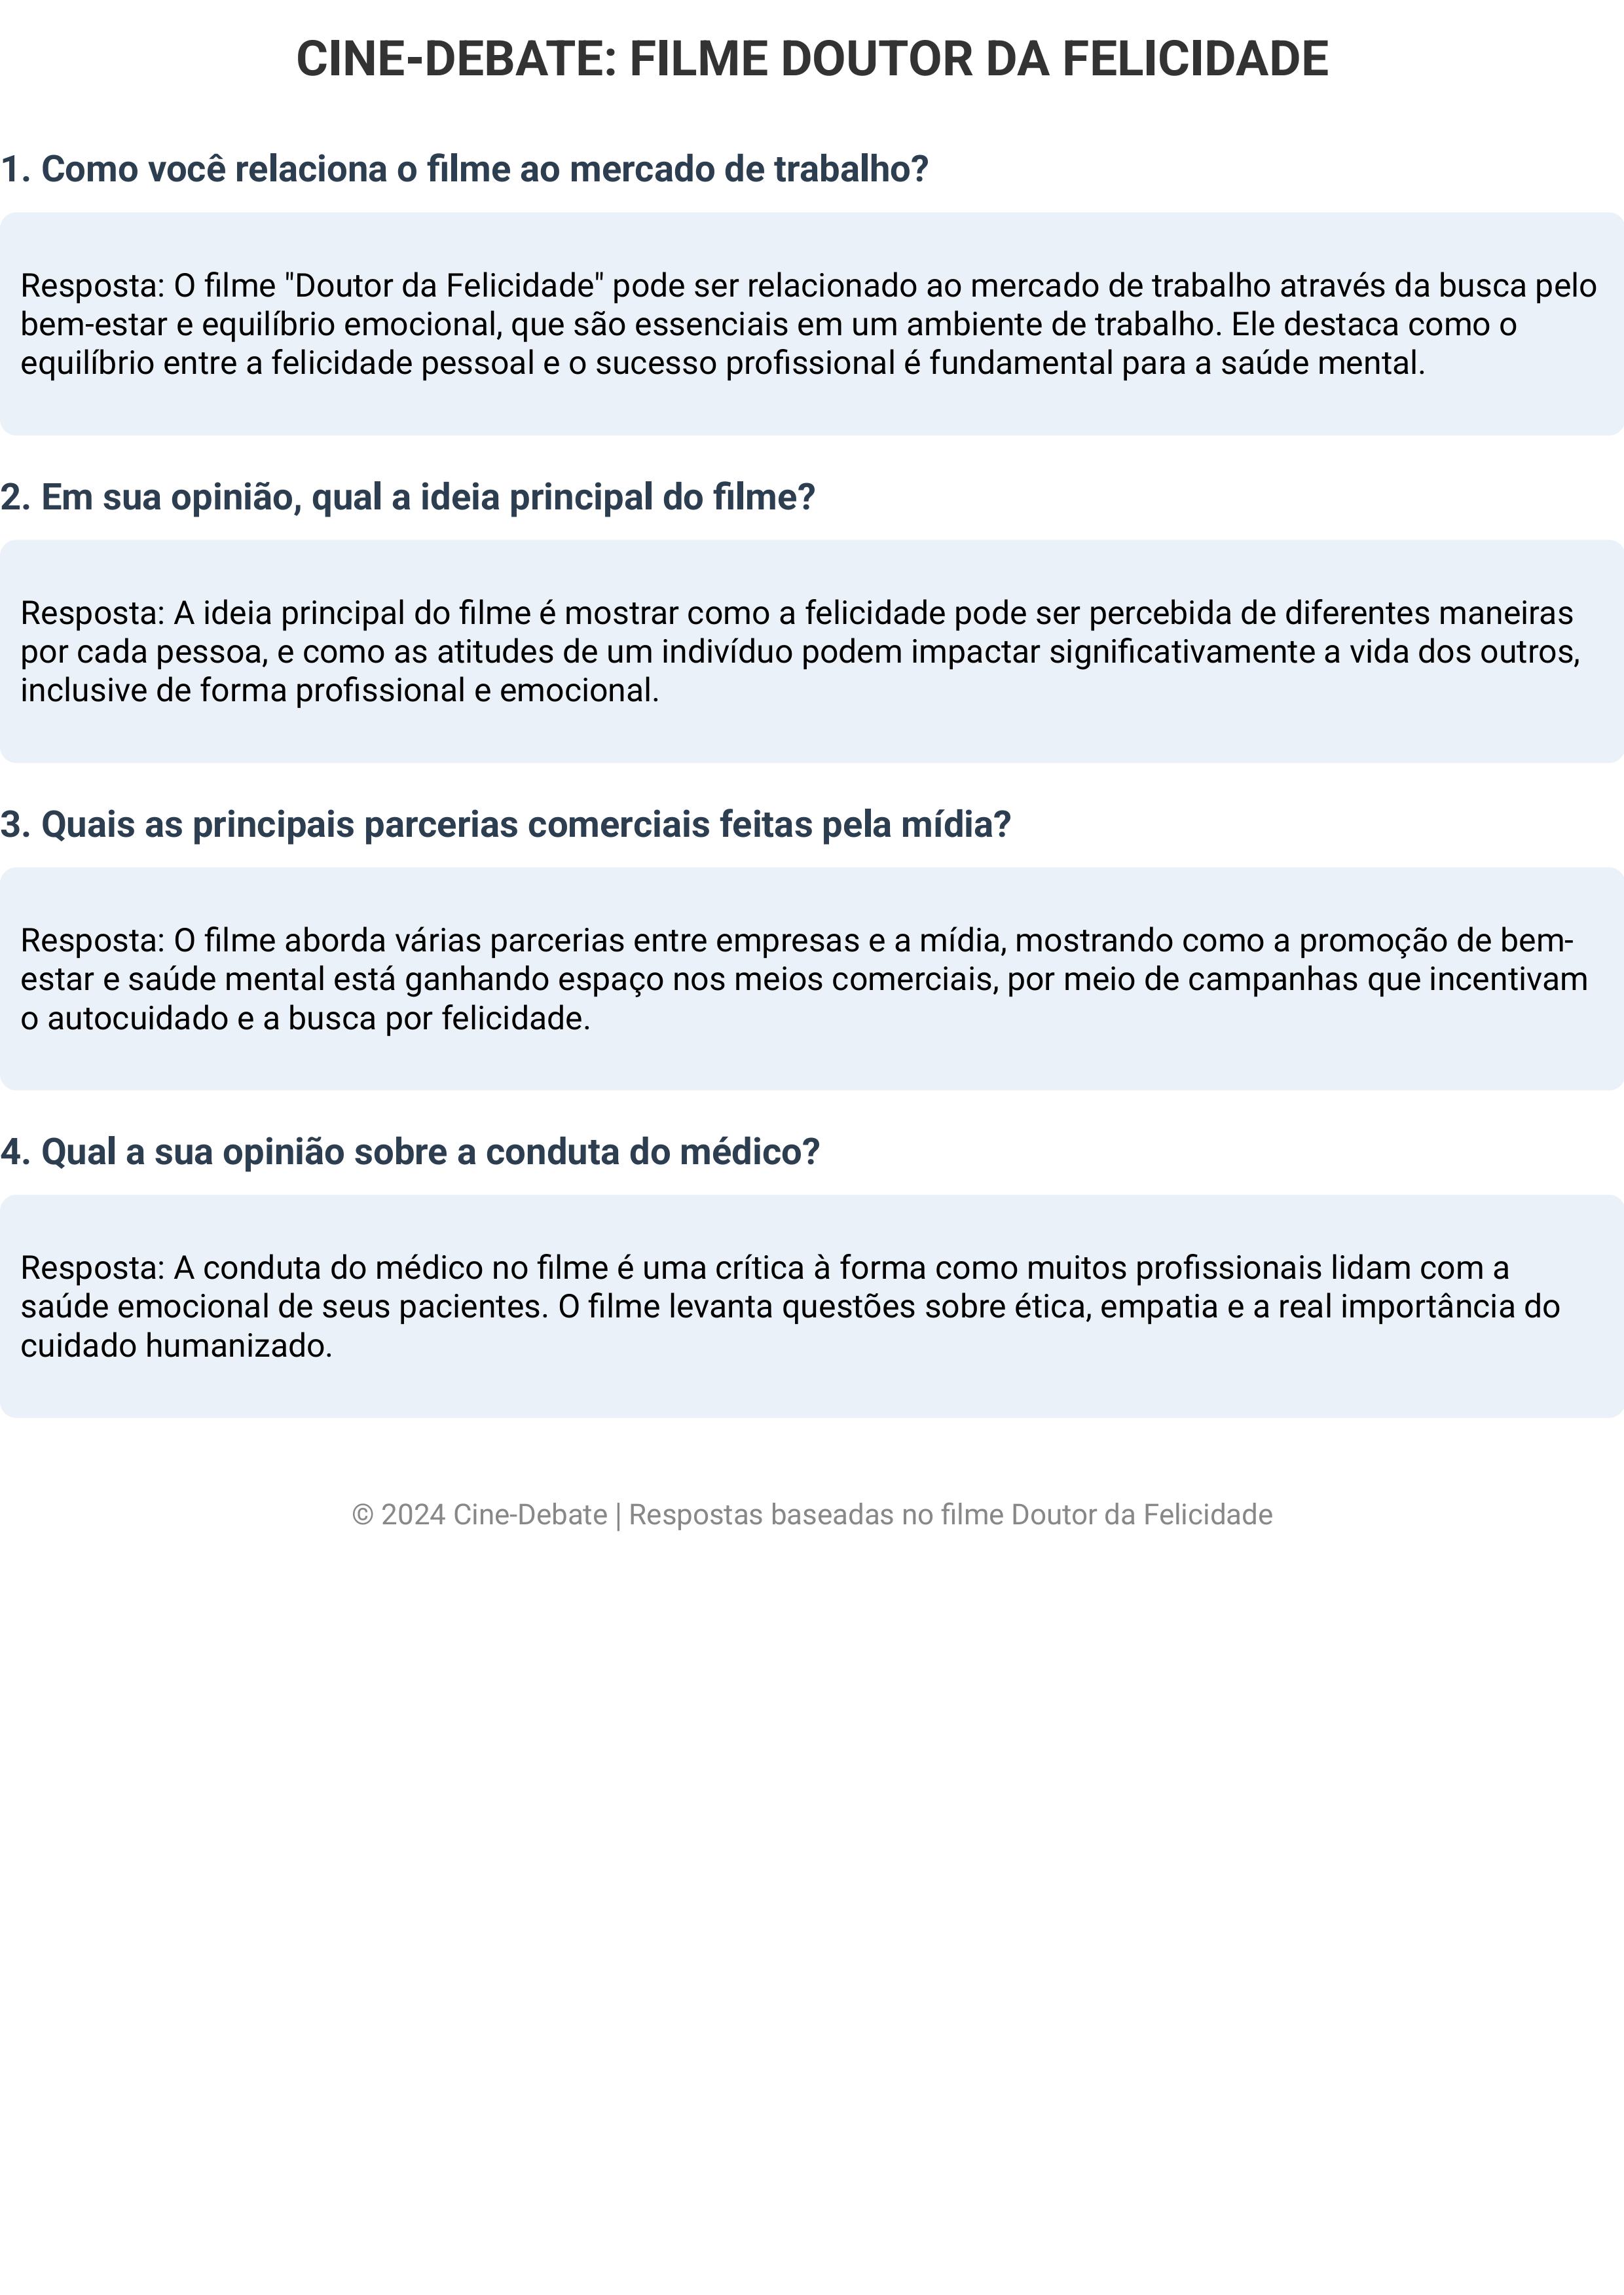 CINE-DEBATE: FILME DOUTOR DA FELICIDADE
1. Como você relaciona o filme ao mercado de trabalho?
Resposta: O filme "Doutor da Felicidade" pode ser relacionado ao mercado de trabalho através da busca pelo
bem-estar e equilíbrio emocional, que são essenciais em um ambiente de trabalho. Ele destaca como o
equilíbrio entre a felicidade pessoal e o sucesso profissional é fundamental para a saúde mental.
2. Em sua opinião, qual a ideia principal do filme?
Resposta: A ideia principal do filme é mostrar como a felicidade pode ser percebida de diferentes maneiras
por cada pessoa, e como as atitudes de um indivíduo podem impactar significativamente a vida dos outros,
inclusive de forma profissional e emocional.
3. Quais as principais parcerias comerciais feitas pela mídia?
Resposta: O filme aborda várias parcerias entre empresas e a mídia, mostrando como a promoção de bem-
estar e saúde mental está ganhando espaço nos meios comerciais, por meio de campanhas que incentivam
o autocuidado e a busca por felicidade.
4. Qual a sua opinião sobre a conduta do médico?
Resposta: A conduta do médico no filme é uma crítica à forma como muitos profissionais lidam com a
saúde emocional de seus pacientes. O filme levanta questões sobre ética, empatia e a real importância do
cuidado humanizado.
© 2024 Cine-Debate | Respostas baseadas no filme Doutor da Felicidade